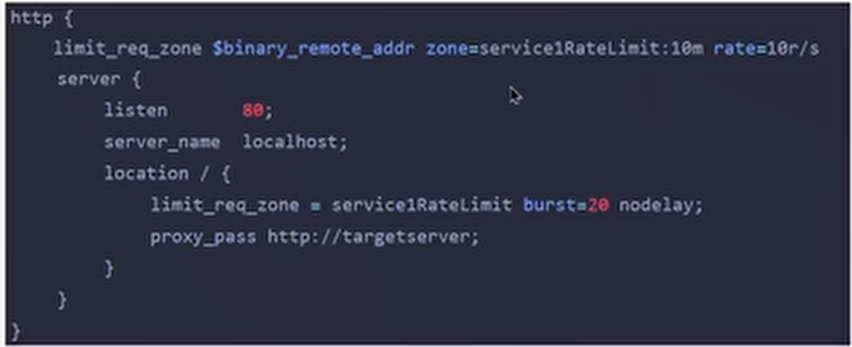 http {
limit_req_zone $binary_remote_addr zone=service1RateLimit:10m rate=10r/s
server {
listen 80;
server_name localhost;
location / {
limit_req_zone = service1RateLimit burst=20 nodelay;
proxy_pass http://targetserver;
}
}
}